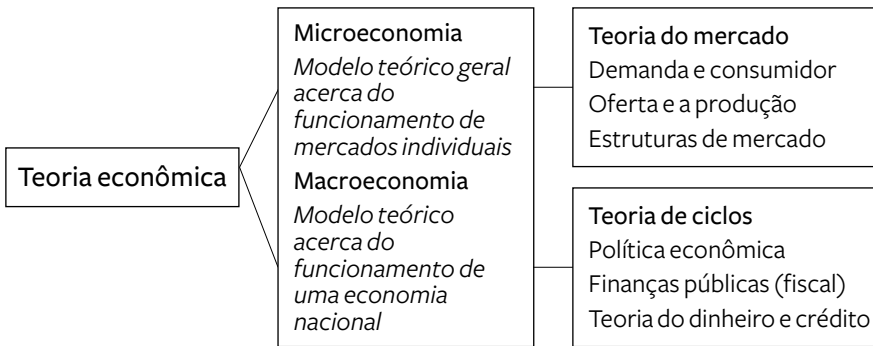 Teoria econômica
Microeconomia
Modelo teórico geral
acerca do
funcionamento de
mercados individuais
Macroeconomia
Modelo teórico
acerca do
funcionamento de
uma economia
nacional
Teoria do mercado
Demanda e consumidor
Oferta e a produção
Estruturas de mercado
Teoria de ciclos
Política econômica
Finanças públicas (fiscal)
Teoria do dinheiro e crédito